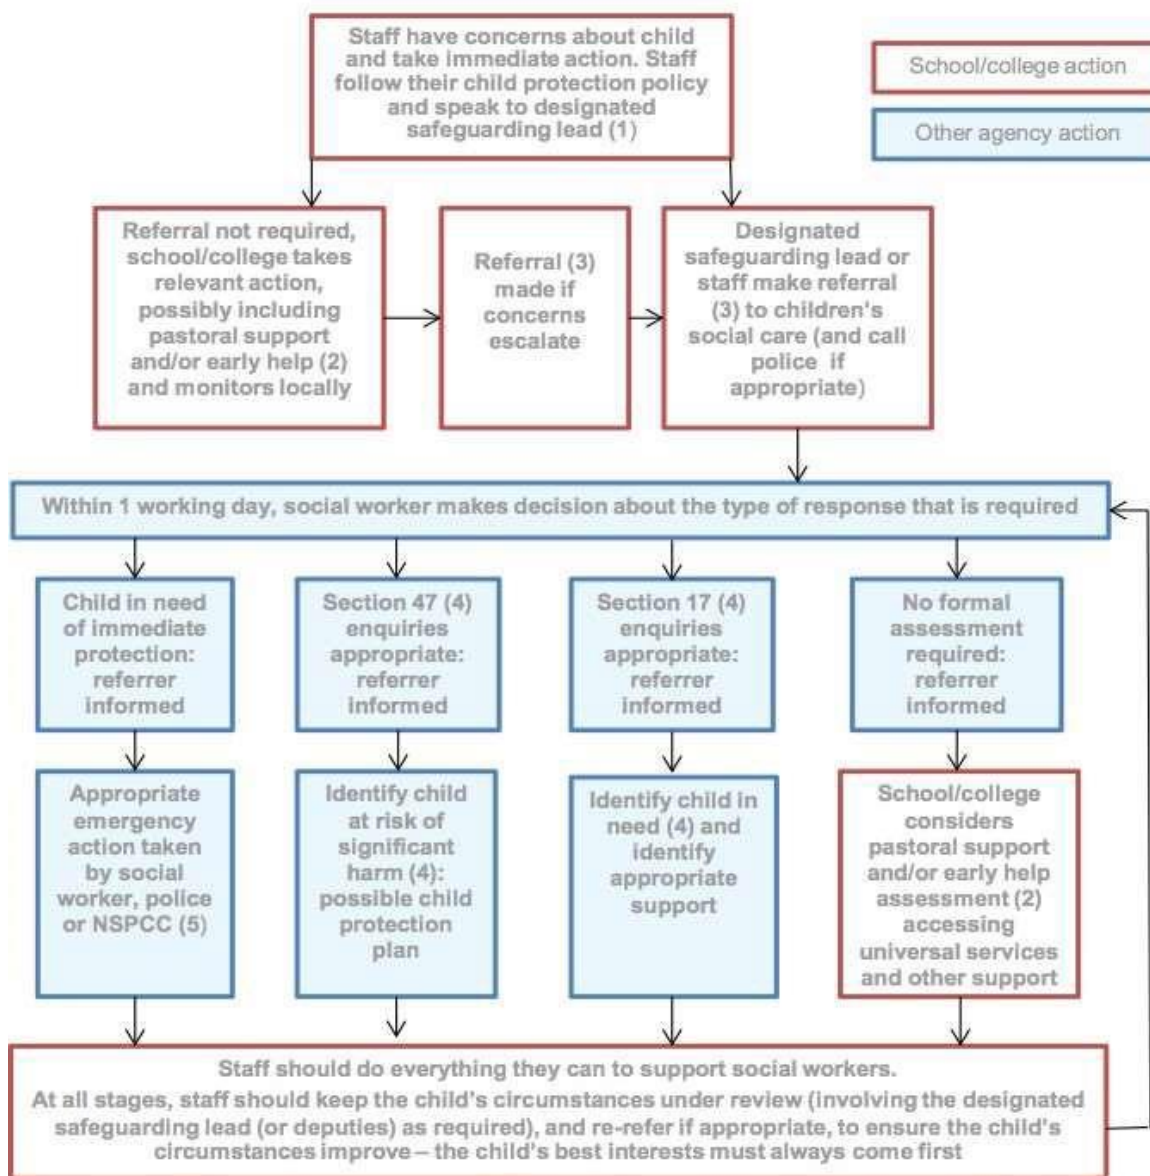 Staff have concerns about child
and take immediate action. Staff
follow their child protection policy
and speak to designated
safeguarding lead (1)
School/college action
Other agency action
Referral not required,
school/college takes
relevant action,
possibly including
pastoral support
and/or early help (2)
and monitors locally
Referral (3)
made if
concerns
escalate
Designated
safeguarding lead or
staff make referral
(3) to children's
social care (and call
police if
appropriate)
Within 1 working day, social worker makes decision about the type of response that is required
Child in need
of immediate
protection:
referrer
informed
Section 47 (4)
enquiries
appropriate:
referrer
informed
Section 17 (4)
enquiries
appropriate:
referrer
informed
No formal
assessment
required:
referrer
informed
Appropriate
emergency
action taken
by social
worker, police
or NSPCC (5)
Identify child
at risk of
significant
harm (4):
possible child
protection
plan
Identify child in
need (4) and
identify
appropriate
support
School/college
considers
pastoral support
and/or early help
assessment (2)
accessing
universal services
and other support
Staff should do everything they can to support social workers.
At all stages, staff should keep the child's circumstances under review (involving the designated
safeguarding lead (or deputies) as required), and re-refer if appropriate, to ensure the child's
circumstances improve – the child's best interests must always come first